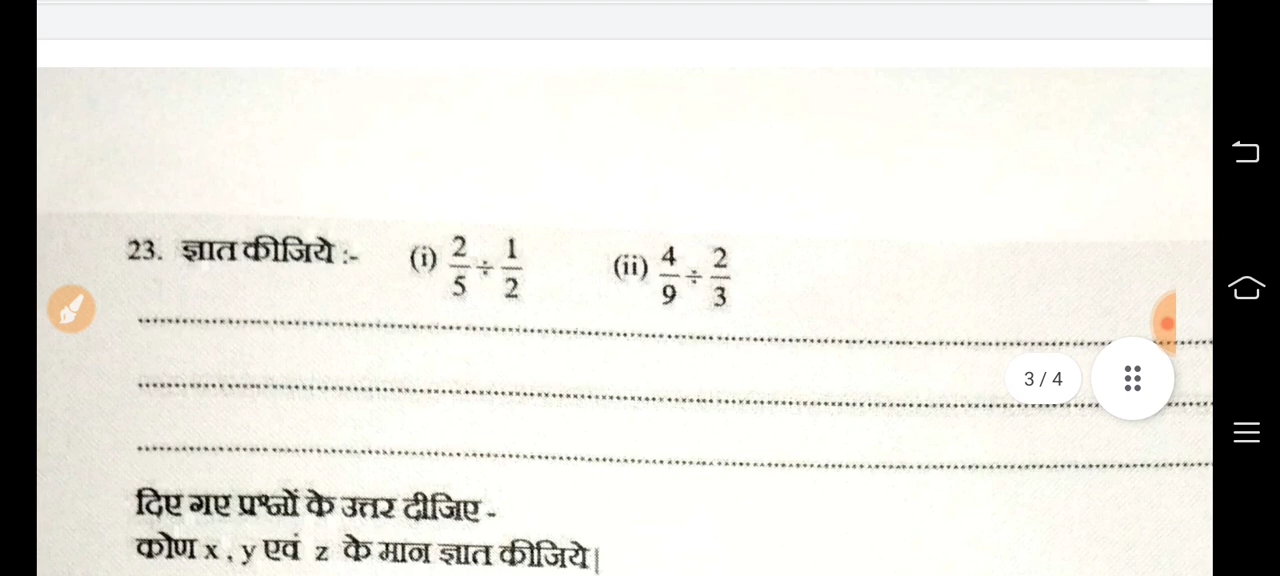 23. ज्ञात कीजिये :- (i) 2/5 ÷ 1/2 (ii) 4/9 ÷ 2/3
3 / 4
दिए गए प्रश्नों के उत्तर दीजिए -
कोण x , y एवं z के मान ज्ञात कीजिये|